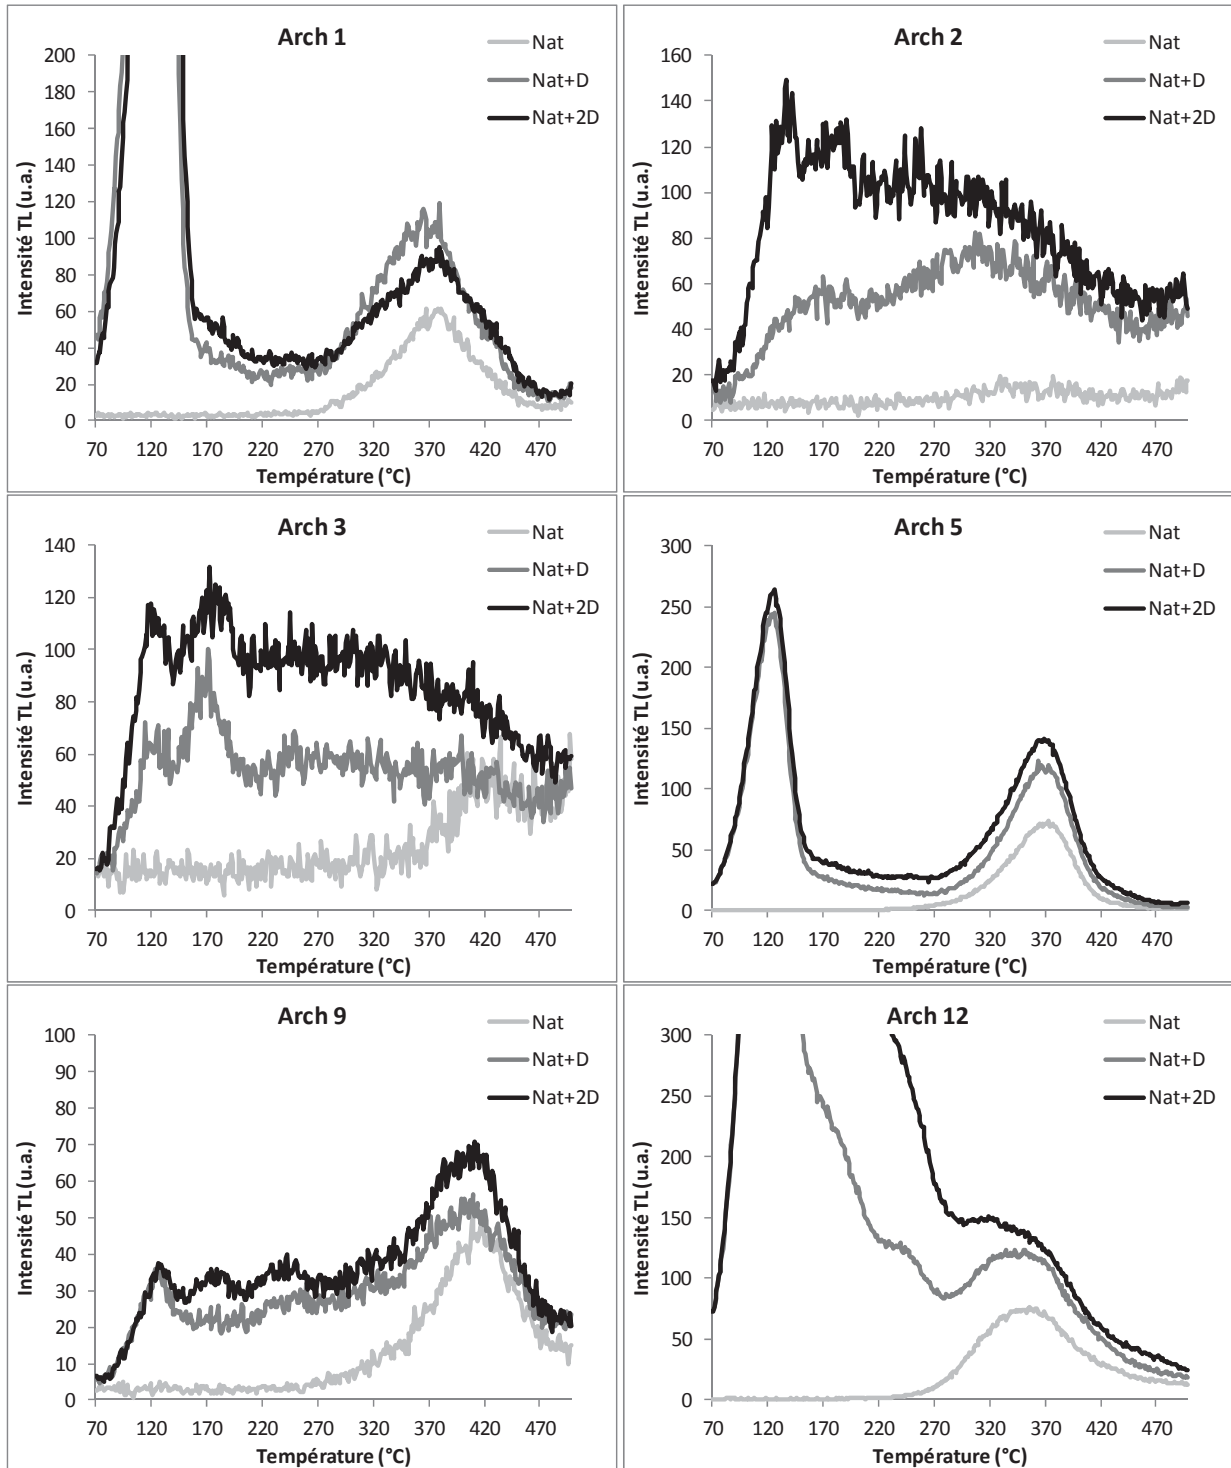 Arch 1
Nat
Nat+D
Nat+2D
Intensité TL (u.a.)
200
180
160
140
120
100
80
60
40
20
0
70 120 170 220 270 320 370 420 470
Température (°C)
Arch 2
Nat
Nat+D
Nat+2D
Intensité TL (u.a.)
160
140
120
100
80
60
40
20
0
70 120 170 220 270 320 370 420 470
Température (°C)
Arch 3
Nat
Nat+D
Nat+2D
Intensité TL (u.a.)
140
120
100
80
60
40
20
0
70 120 170 220 270 320 370 420 470
Température (°C)
Arch 5
Nat
Nat+D
Nat+2D
Intensité TL (u.a.)
300
250
200
150
100
50
0
70 120 170 220 270 320 370 420 470
Température (°C)
Arch 9
Nat
Nat+D
Nat+2D
Intensité TL (u.a.)
100
90
80
70
60
50
40
30
20
10
0
70 120 170 220 270 320 370 420 470
Température (°C)
Arch 12
Nat
Nat+D
Nat+2D
Intensité TL (u.a.)
300
250
200
150
100
50
0
70 120 170 220 270 320 370 420 470
Température (°C)